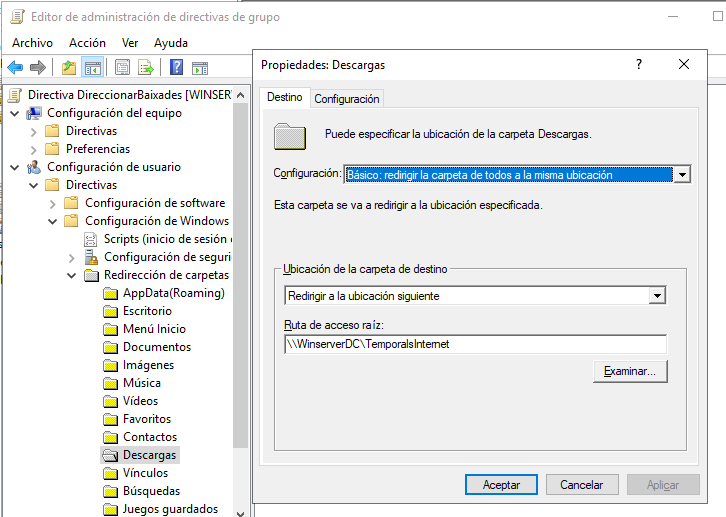 Editor de administración de directivas de grupo
Archivo Acción Ver Ayuda
Directiva DireccionarBaixades [WINSERV
Configuración del equipo
Directivas
Preferencias
Configuración de usuario
Directivas
Configuración de software
Configuración de Windows
Scripts (inicio de sesión
Configuración de seguri
Redirección de carpetas
AppData(Roaming)
Escritorio
Menú Inicio
Documentos
Imágenes
Música
Vídeos
Favoritos
Contactos
Descargas
Vínculos
Búsquedas
Juegos guardados
Propiedades: Descargas
Destino Configuración
Puede especificar la ubicación de la carpeta Descargas.
Configuración: Básico: redirigir la carpeta de todos a la misma ubicación
Esta carpeta se va a redirigir a la ubicación especificada.
Ubicación de la carpeta de destino
Redirigir a la ubicación siguiente
Ruta de acceso raíz:
\\WinserverDC\TemporalsInternet
Examinar...
Aceptar Cancelar Aplicar